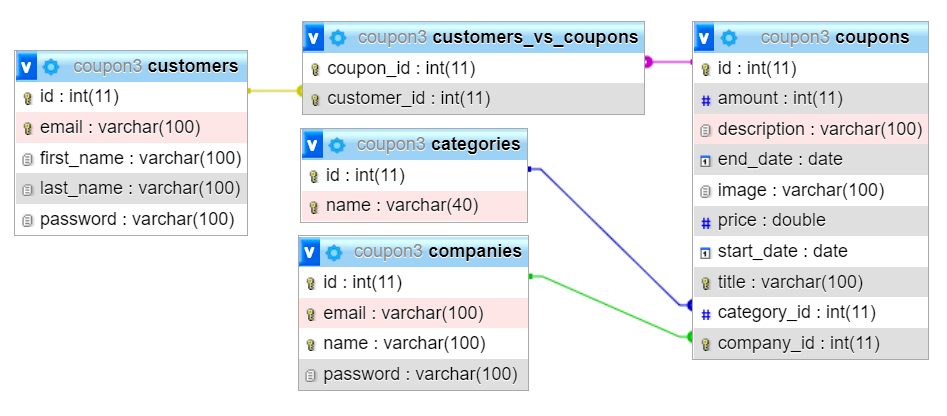 v coupon3 customers
id : int(11)
email : varchar(100)
first_name : varchar(100)
last_name : varchar(100)
password : varchar(100)
v coupon3 customers_vs_coupons
coupon_id : int(11)
customer_id : int(11)
v coupon3 categories
id : int(11)
name : varchar(40)
v coupon3 companies
id : int(11)
email : varchar(100)
name : varchar(100)
password : varchar(100)
v coupon3 coupons
id : int(11)
# amount : int(11)
description : varchar(100)
end_date : date
image : varchar(100)
# price : double
start_date : date
title : varchar(100)
# category_id : int(11)
company_id : int(11)